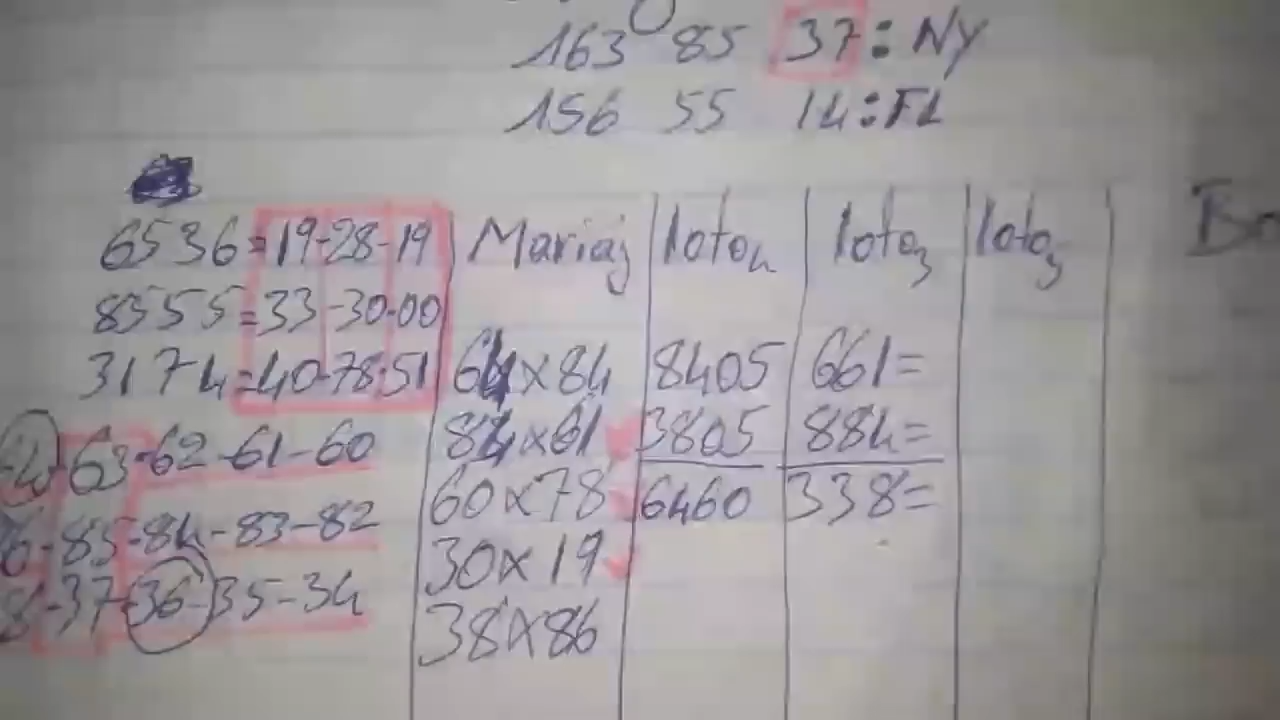 163 85 37: NY
156 55 14: FL
6536=19-28-19
8555=33-30-00
3174=40-78-51
63-62-61-60
85-84-83-82
37-36-35-34
Mariaj
64x84
84x61
60x78
30x19
38x86
loto4
8405
3805
6460
loto3
661=
884=
338=
loto5